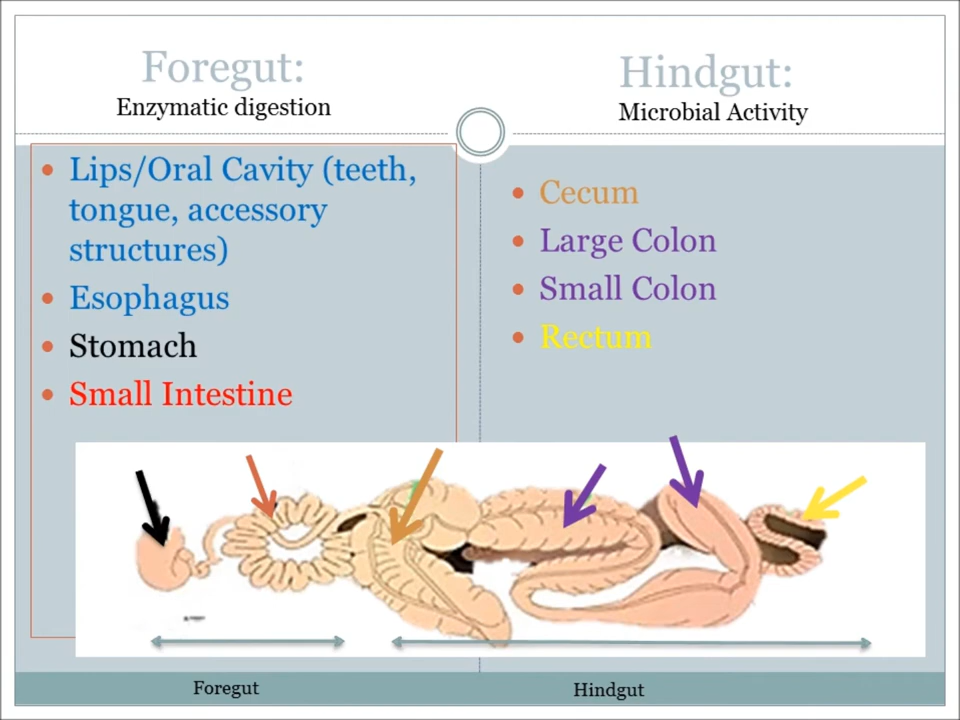 Foregut:
Enzymatic digestion
Hindgut:
Microbial Activity
• Lips/Oral Cavity (teeth,
tongue, accessory
structures)
• Esophagus
• Stomach
• Small Intestine
• Cecum
• Large Colon
• Small Colon
• Rectum
Foregut
Hindgut